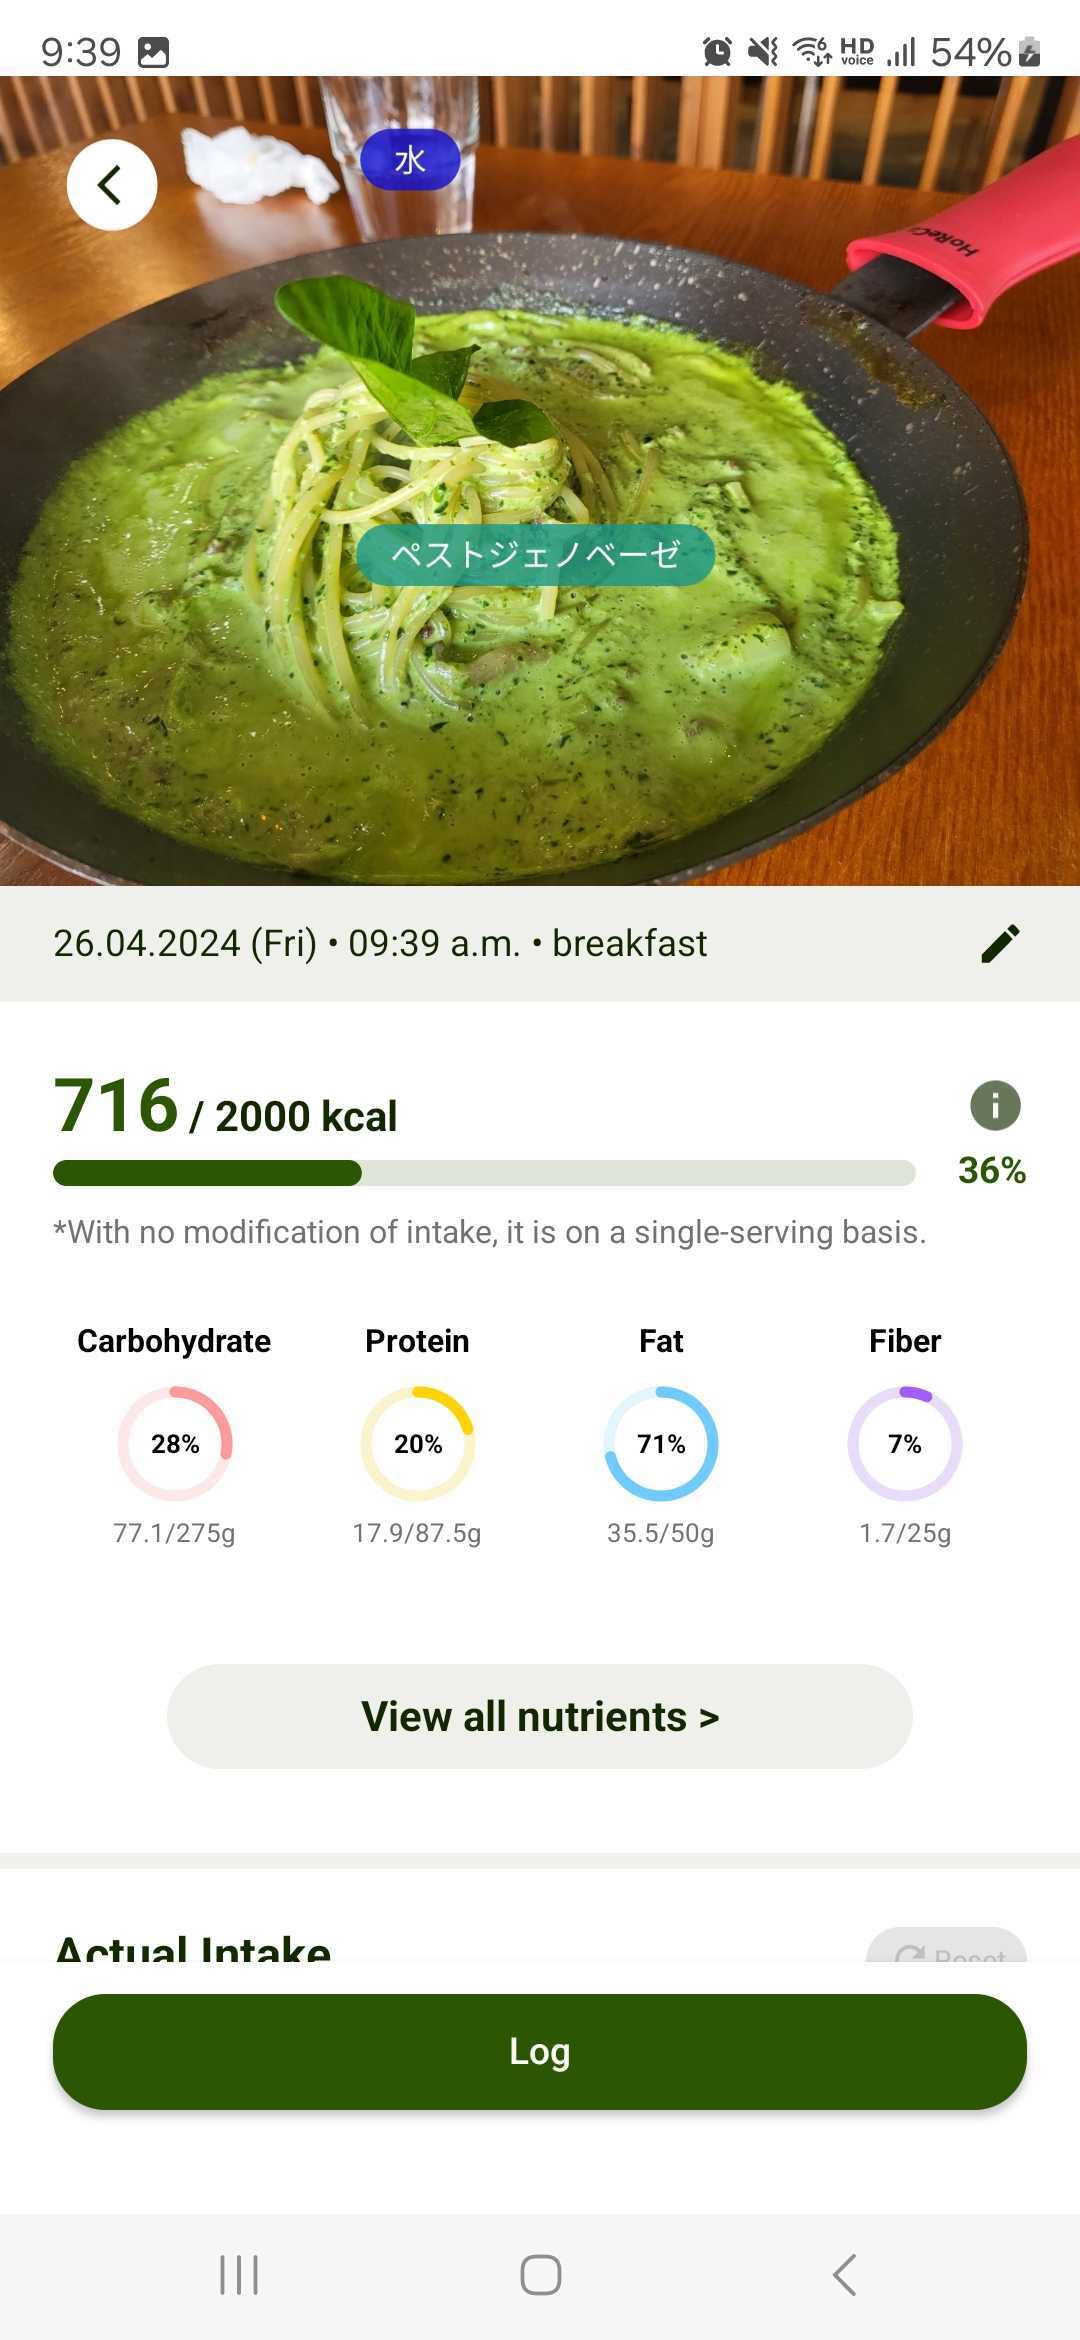 9:39
HD voice
54%
水
HoReCa
ペストジェノベーゼ
26.04.2024 (Fri) • 09:39 a.m. • breakfast
716 / 2000 kcal
36%
*With no modification of intake, it is on a single-serving basis.
Carbohydrate Protein Fat Fiber
28% 20% 71% 7%
77.1/275g 17.9/87.5g 35.5/50g 1.7/25g
View all nutrients >
Actual Intake
Reset
Log